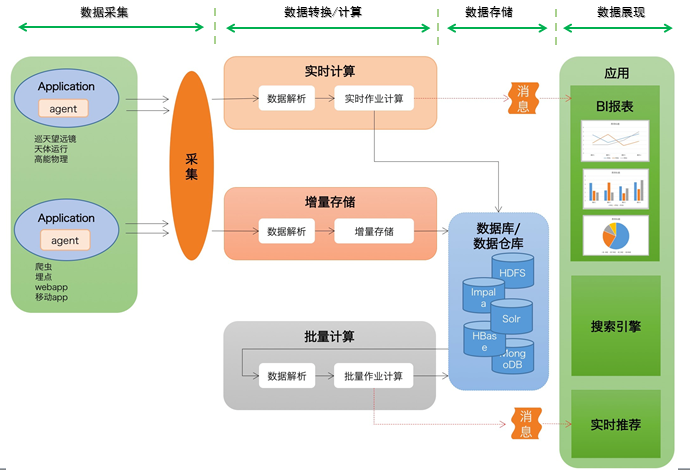 数据采集
数据转换/计算
数据存储
数据展现
Application
agent
巡天望远镜
天体运行
高能物理
Application
agent
爬虫
埋点
webapp
移动app
采
集
实时计算
数据解析
实时作业计算
增量存储
数据解析
增量存储
批量计算
数据解析
批量作业计算
消
息
数据库/
数据仓库
HDFS
Impa
la
Solr
HBas
e
Mong
oDB
消
息
应用
BI报表
搜索引擎
实时推荐